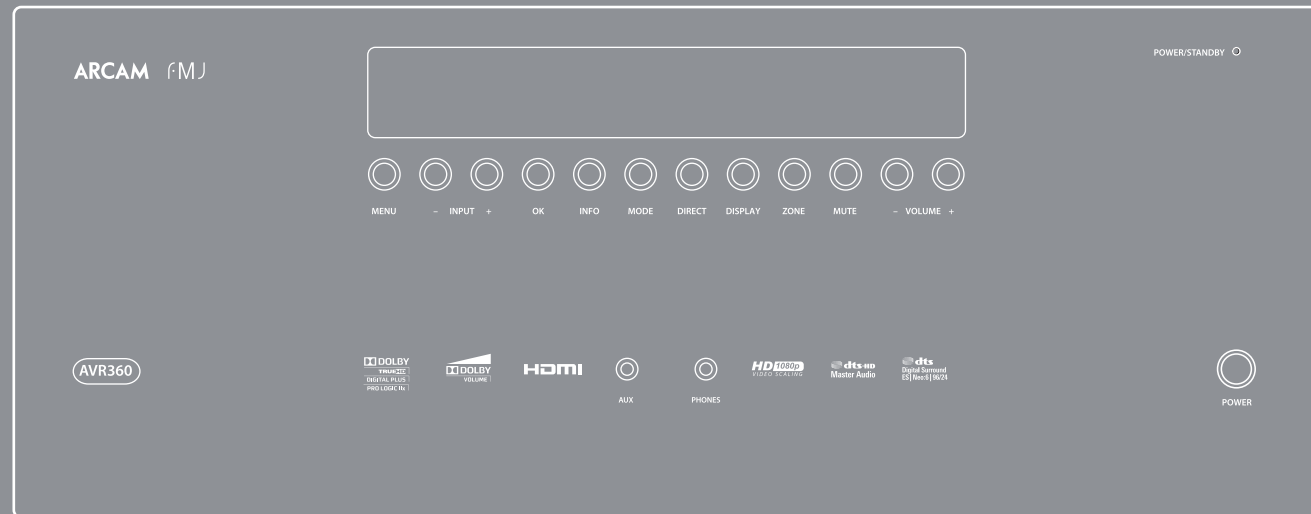 POWER/STANDBY
ARCAM FMJ
MENU - INPUT + OK INFO MODE DIRECT DISPLAY ZONE MUTE - VOLUME +
AVR360
DOLBY
TRUEHD
DIGITAL PLUS
PRO LOGIC IIx
DOLBY
VOLUME
HDMI
AUX
PHONES
HD 1080p
VIDEO SCALING
dts-HD
Master Audio
dts
Digital Surround
ES | Neo:6 | 96/24
POWER